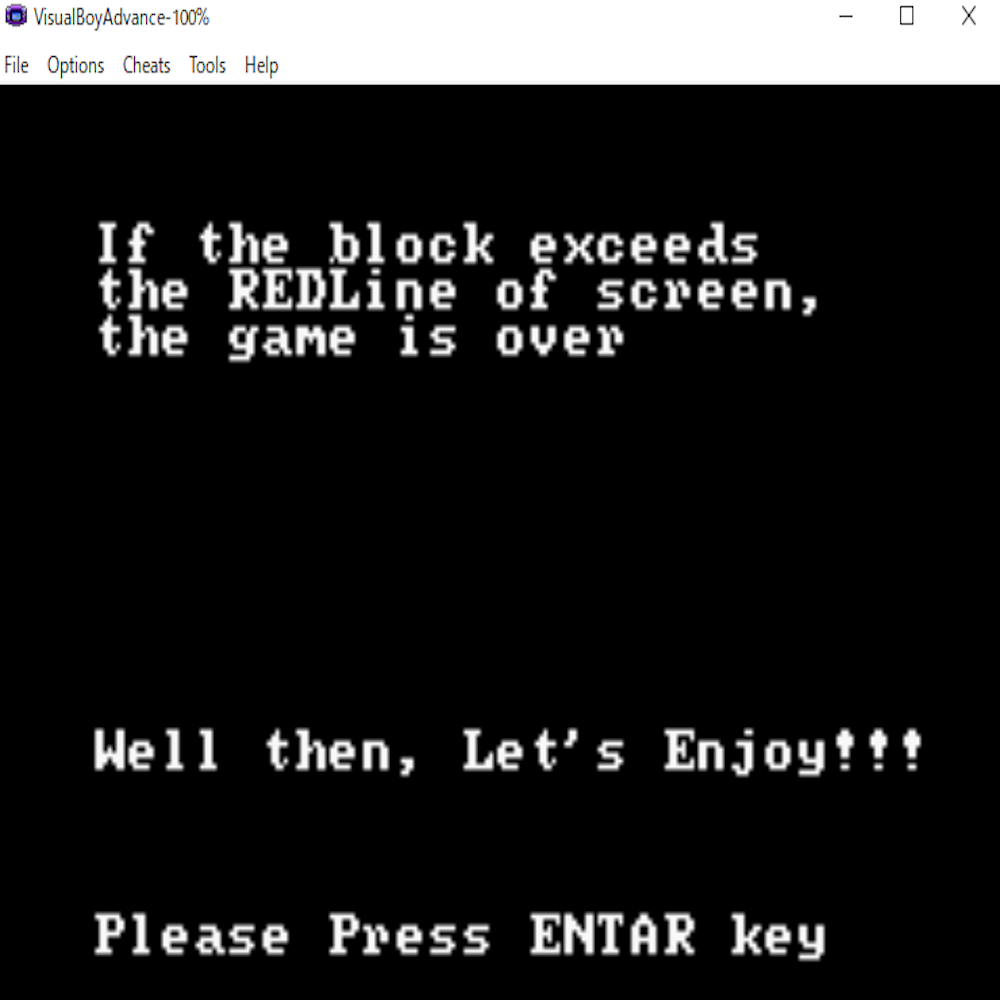 VisualBoyAdvance-100%
File Options Cheats Tools Help
If the block exceeds
the REDLine of screen,
the game is over
Well then, Let's Enjoy!!!
Please Press ENTAR key